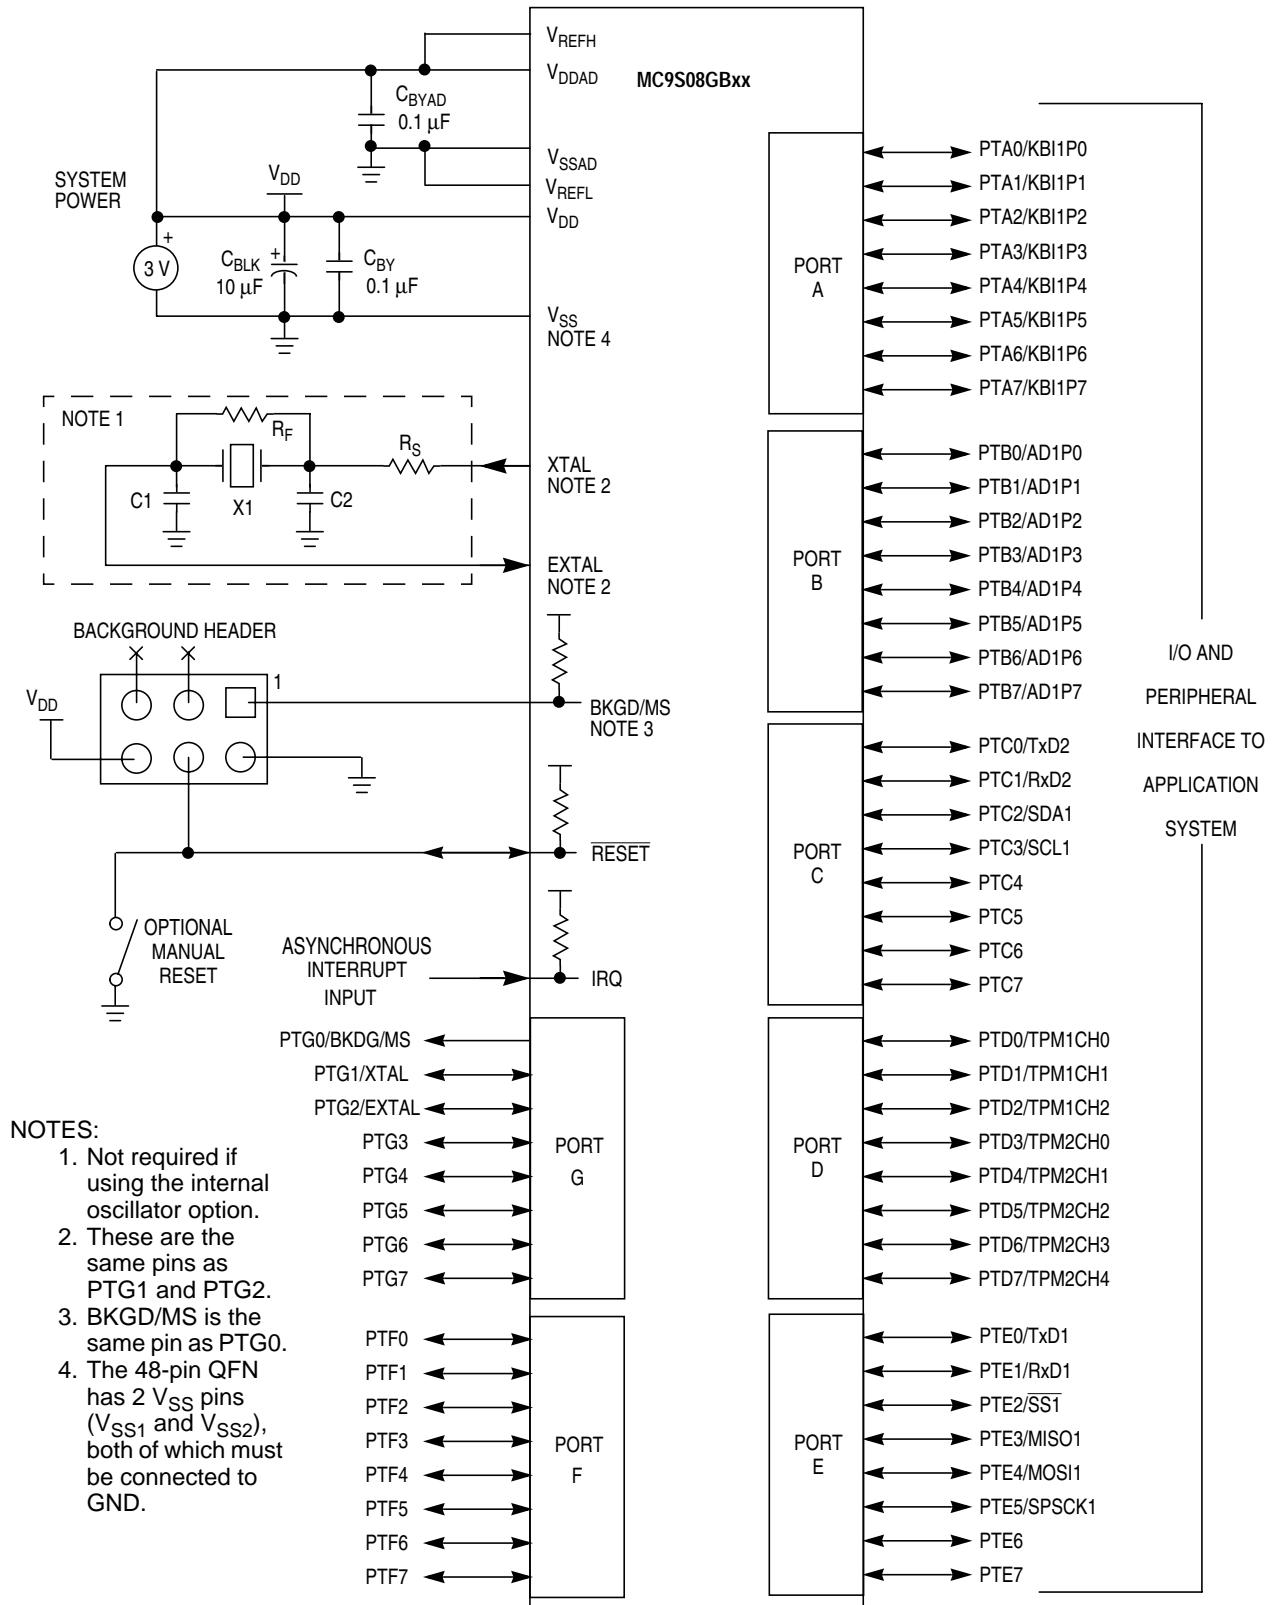 MC9S08GBxx
VREFH
VDDAD
CBYAD
0.1 µF
VSSAD
VREFL
VDD
SYSTEM
POWER
VDD
3 V
+
CBLK
+
10 µF
CBY
0.1 µF
VSS
NOTE 4
NOTE 1
RF
RS
C1
X1
C2
XTAL
NOTE 2
EXTAL
NOTE 2
BACKGROUND HEADER
1
VDD
BKGD/MS
NOTE 3
RESET
OPTIONAL
MANUAL
RESET
ASYNCHRONOUS
INTERRUPT
INPUT
IRQ
PTG0/BKDG/MS
PTG1/XTAL
PTG2/EXTAL
PTG3
PTG4
PTG5
PTG6
PTG7
PORT
G
PTF0
PTF1
PTF2
PTF3
PTF4
PTF5
PTF6
PTF7
PORT
F
PORT
A
PTA0/KBI1P0
PTA1/KBI1P1
PTA2/KBI1P2
PTA3/KBI1P3
PTA4/KBI1P4
PTA5/KBI1P5
PTA6/KBI1P6
PTA7/KBI1P7
PORT
B
PTB0/AD1P0
PTB1/AD1P1
PTB2/AD1P2
PTB3/AD1P3
PTB4/AD1P4
PTB5/AD1P5
PTB6/AD1P6
PTB7/AD1P7
PORT
C
PTC0/TxD2
PTC1/RxD2
PTC2/SDA1
PTC3/SCL1
PTC4
PTC5
PTC6
PTC7
PORT
D
PTD0/TPM1CH0
PTD1/TPM1CH1
PTD2/TPM1CH2
PTD3/TPM2CH0
PTD4/TPM2CH1
PTD5/TPM2CH2
PTD6/TPM2CH3
PTD7/TPM2CH4
PORT
E
PTE0/TxD1
PTE1/RxD1
PTE2/SS1
PTE3/MISO1
PTE4/MOSI1
PTE5/SPSCK1
PTE6
PTE7
I/O AND
PERIPHERAL
INTERFACE TO
APPLICATION
SYSTEM
NOTES:
1. Not required if
using the internal
oscillator option.
2. These are the
same pins as
PTG1 and PTG2.
3. BKGD/MS is the
same pin as PTG0.
4. The 48-pin QFN
has 2 VSS pins
(VSS1 and VSS2),
both of which must
be connected to
GND.